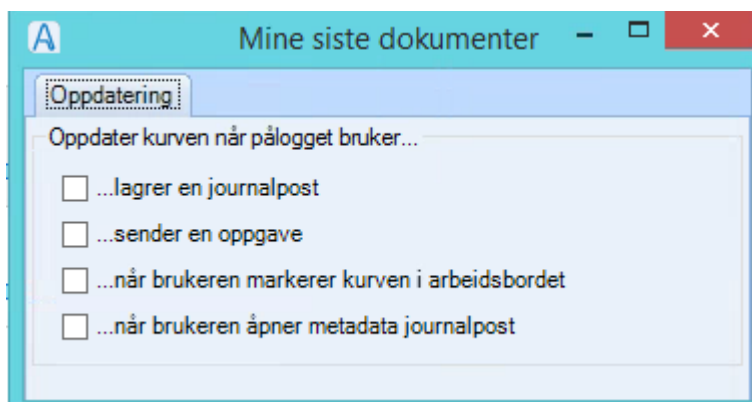 A Mine siste dokumenter
Oppdatering
Oppdater kurven når pålogget bruker...
...lagrer en journalpost
...sender en oppgave
...når brukeren markerer kurven i arbeidsbordet
...når brukeren åpner metadata journalpost